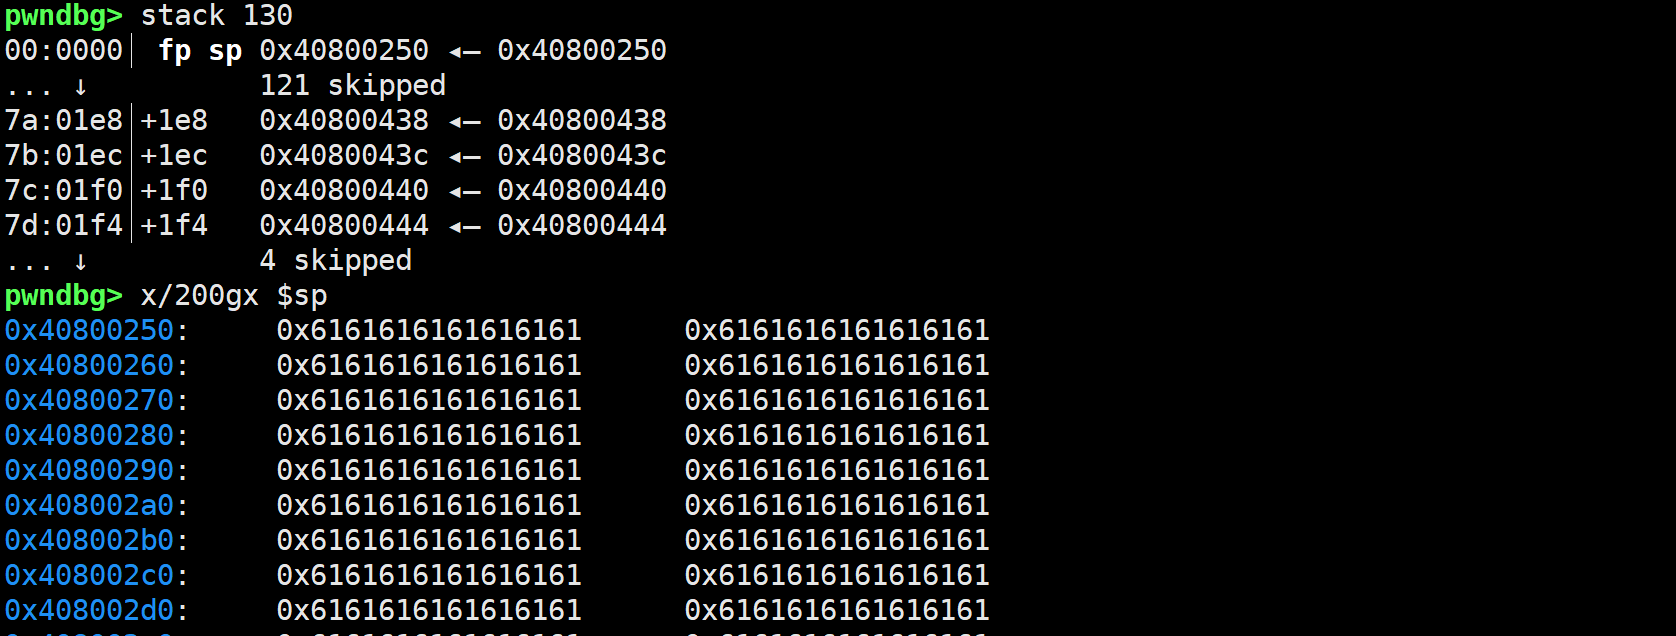 pwndbg> stack 130
00:0000│ fp sp 0x40800250 ◂— 0x40800250
... ↓ 121 skipped
7a:01e8│+1e8 0x40800438 ◂— 0x40800438
7b:01ec│+1ec 0x4080043c ◂— 0x4080043c
7c:01f0│+1f0 0x40800440 ◂— 0x40800440
7d:01f4│+1f4 0x40800444 ◂— 0x40800444
... ↓ 4 skipped
pwndbg> x/200gx $sp
0x40800250: 0x6161616161616161 0x6161616161616161
0x40800260: 0x6161616161616161 0x6161616161616161
0x40800270: 0x6161616161616161 0x6161616161616161
0x40800280: 0x6161616161616161 0x6161616161616161
0x40800290: 0x6161616161616161 0x6161616161616161
0x408002a0: 0x6161616161616161 0x6161616161616161
0x408002b0: 0x6161616161616161 0x6161616161616161
0x408002c0: 0x6161616161616161 0x6161616161616161
0x408002d0: 0x6161616161616161 0x6161616161616161